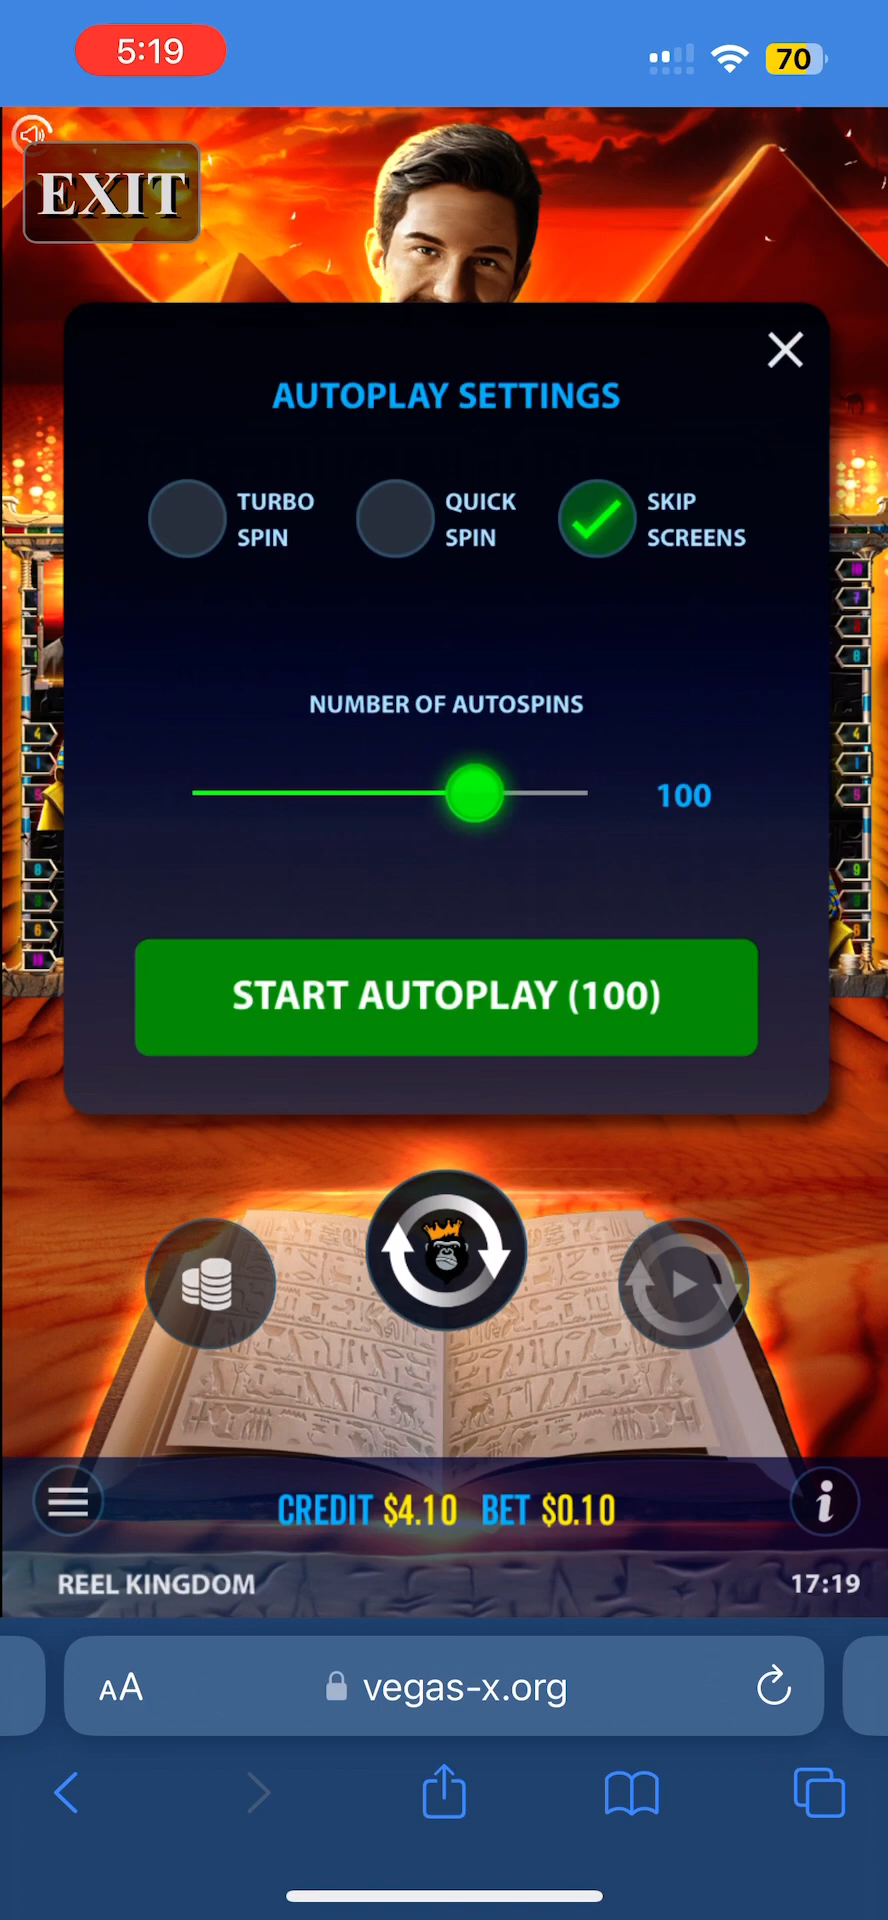 5:19
70
EXIT
AUTOPLAY SETTINGS
TURBO SPIN
QUICK SPIN
SKIP SCREENS
NUMBER OF AUTOSPINS
100
START AUTOPLAY (100)
CREDIT $4.10 BET $0.10
REEL KINGDOM
17:19
AA
vegas-x.org